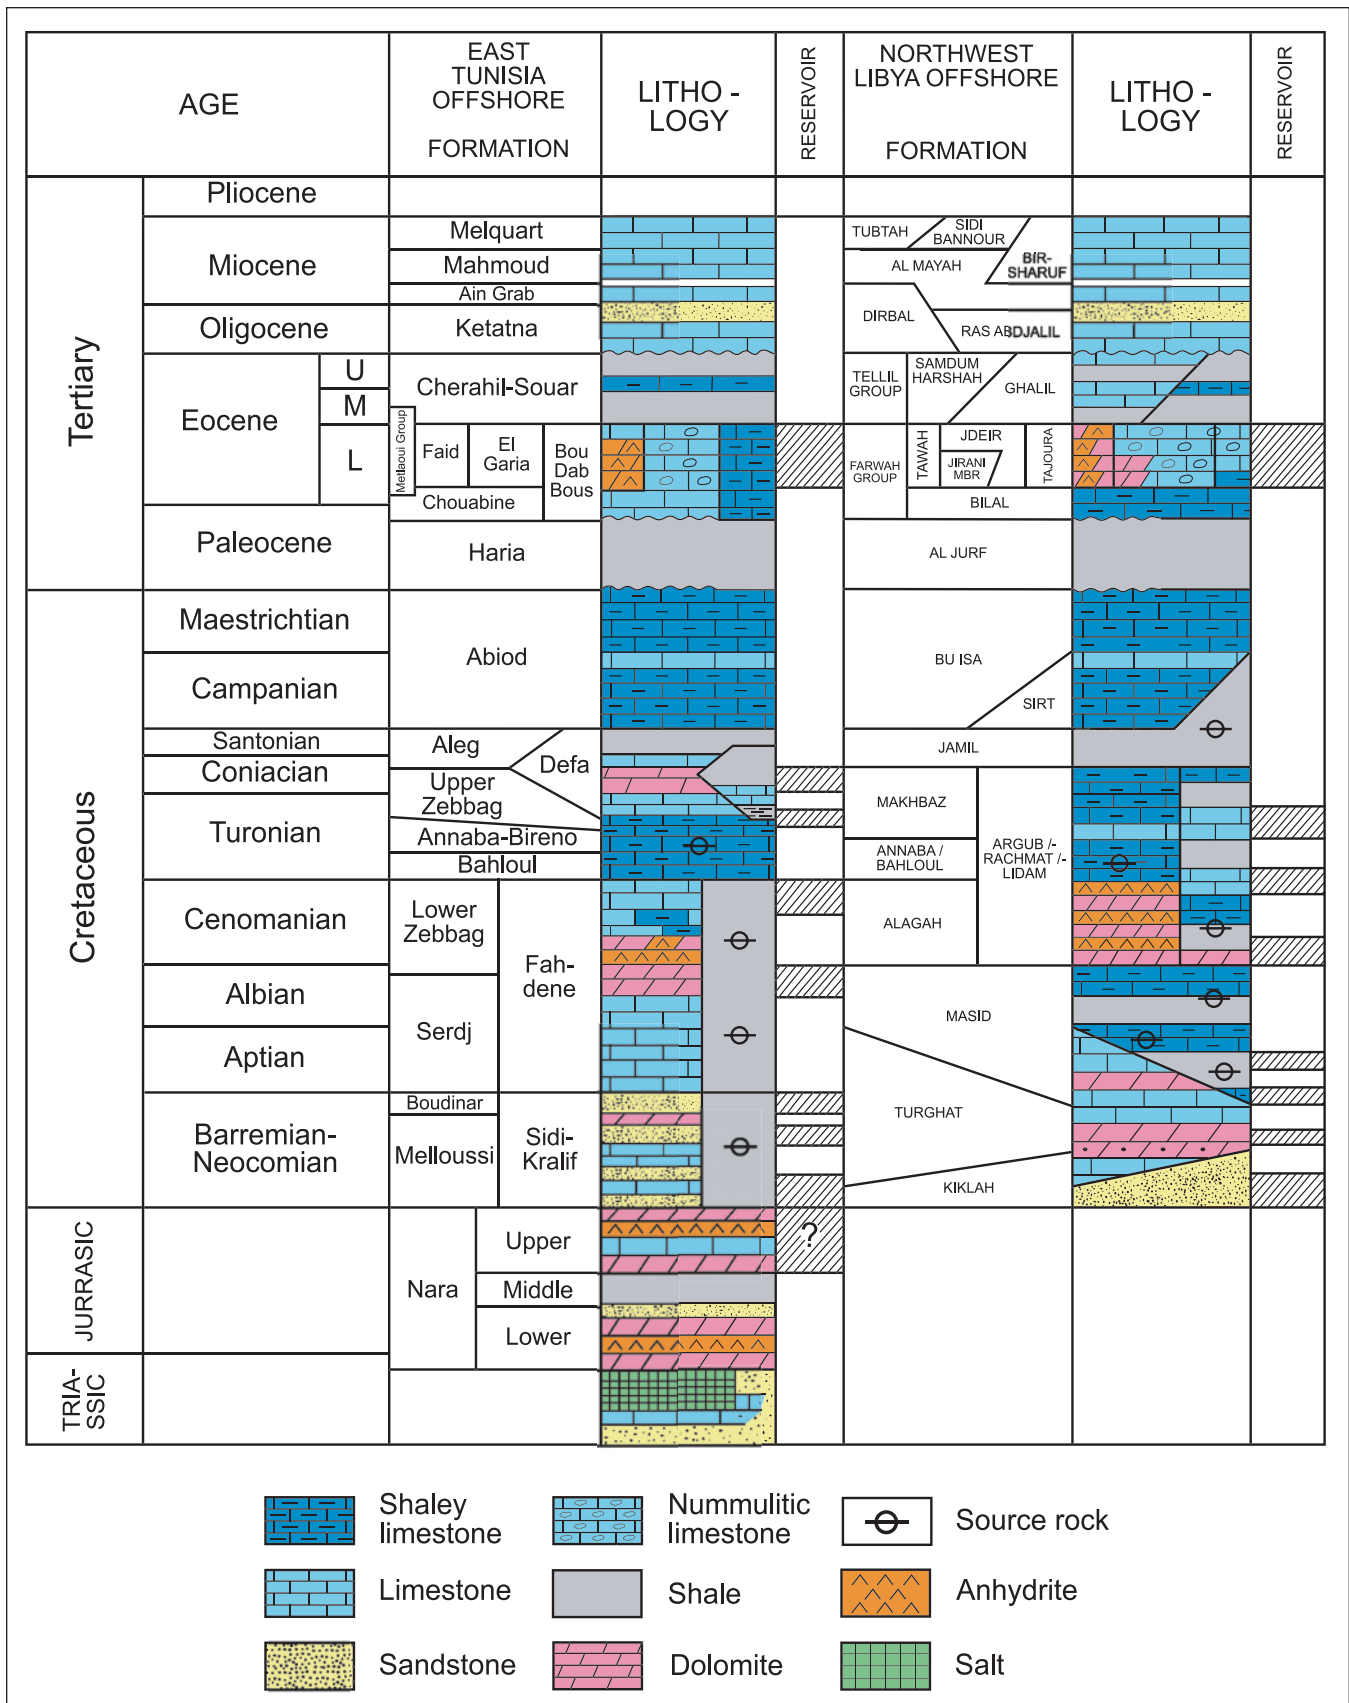 AGE
EAST
TUNISIA
OFFSHORE
FORMATION
LITHO -
LOGY
RESERVOIR
NORTHWEST
LIBYA OFFSHORE
FORMATION
LITHO -
LOGY
RESERVOIR
Tertiary
Pliocene
Miocene
Melquart
Mahmoud
Ain Grab
TUBTAH
SIDI
BANNOUR
AL MAYAH
BIR-
SHARUF
Oligocene
Ketatna
DIRBAL
RAS ABDJALIL
Eocene
U
M
L
Cherahil-Souar
Metlaoui Group
Faid
El
Garia
Bou
Dab
Bous
Chouabine
TELLIL
GROUP
SAMDUM
HARSHAH
GHALIL
FARWAH
GROUP
TAWAH
JDEIR
JIRANI
MBR
TAJOURA
BILAL
Paleocene
Haria
AL JURF
Cretaceous
Maestrichtian
Campanian
Abiod
BU ISA
SIRT
Santonian
Aleg
Defa
JAMIL
Coniacian
Upper
Zebbag
MAKHBAZ
Turonian
Annaba-Bireno
Bahloul
ANNABA /
BAHLOUL
ARGUB /-
RACHMAT /-
LIDAM
Cenomanian
Lower
Zebbag
Fah-
dene
ALAGAH
Albian
Serdj
MASID
Aptian
TURGHAT
Barremian-
Neocomian
Boudinar
Melloussi
Sidi-
Kralif
KIKLAH
JURRASIC
Nara
Upper
?
Middle
Lower
TRIA-
SSIC
Shaley
limestone
Nummulitic
limestone
Source rock
Limestone
Shale
Anhydrite
Sandstone
Dolomite
Salt